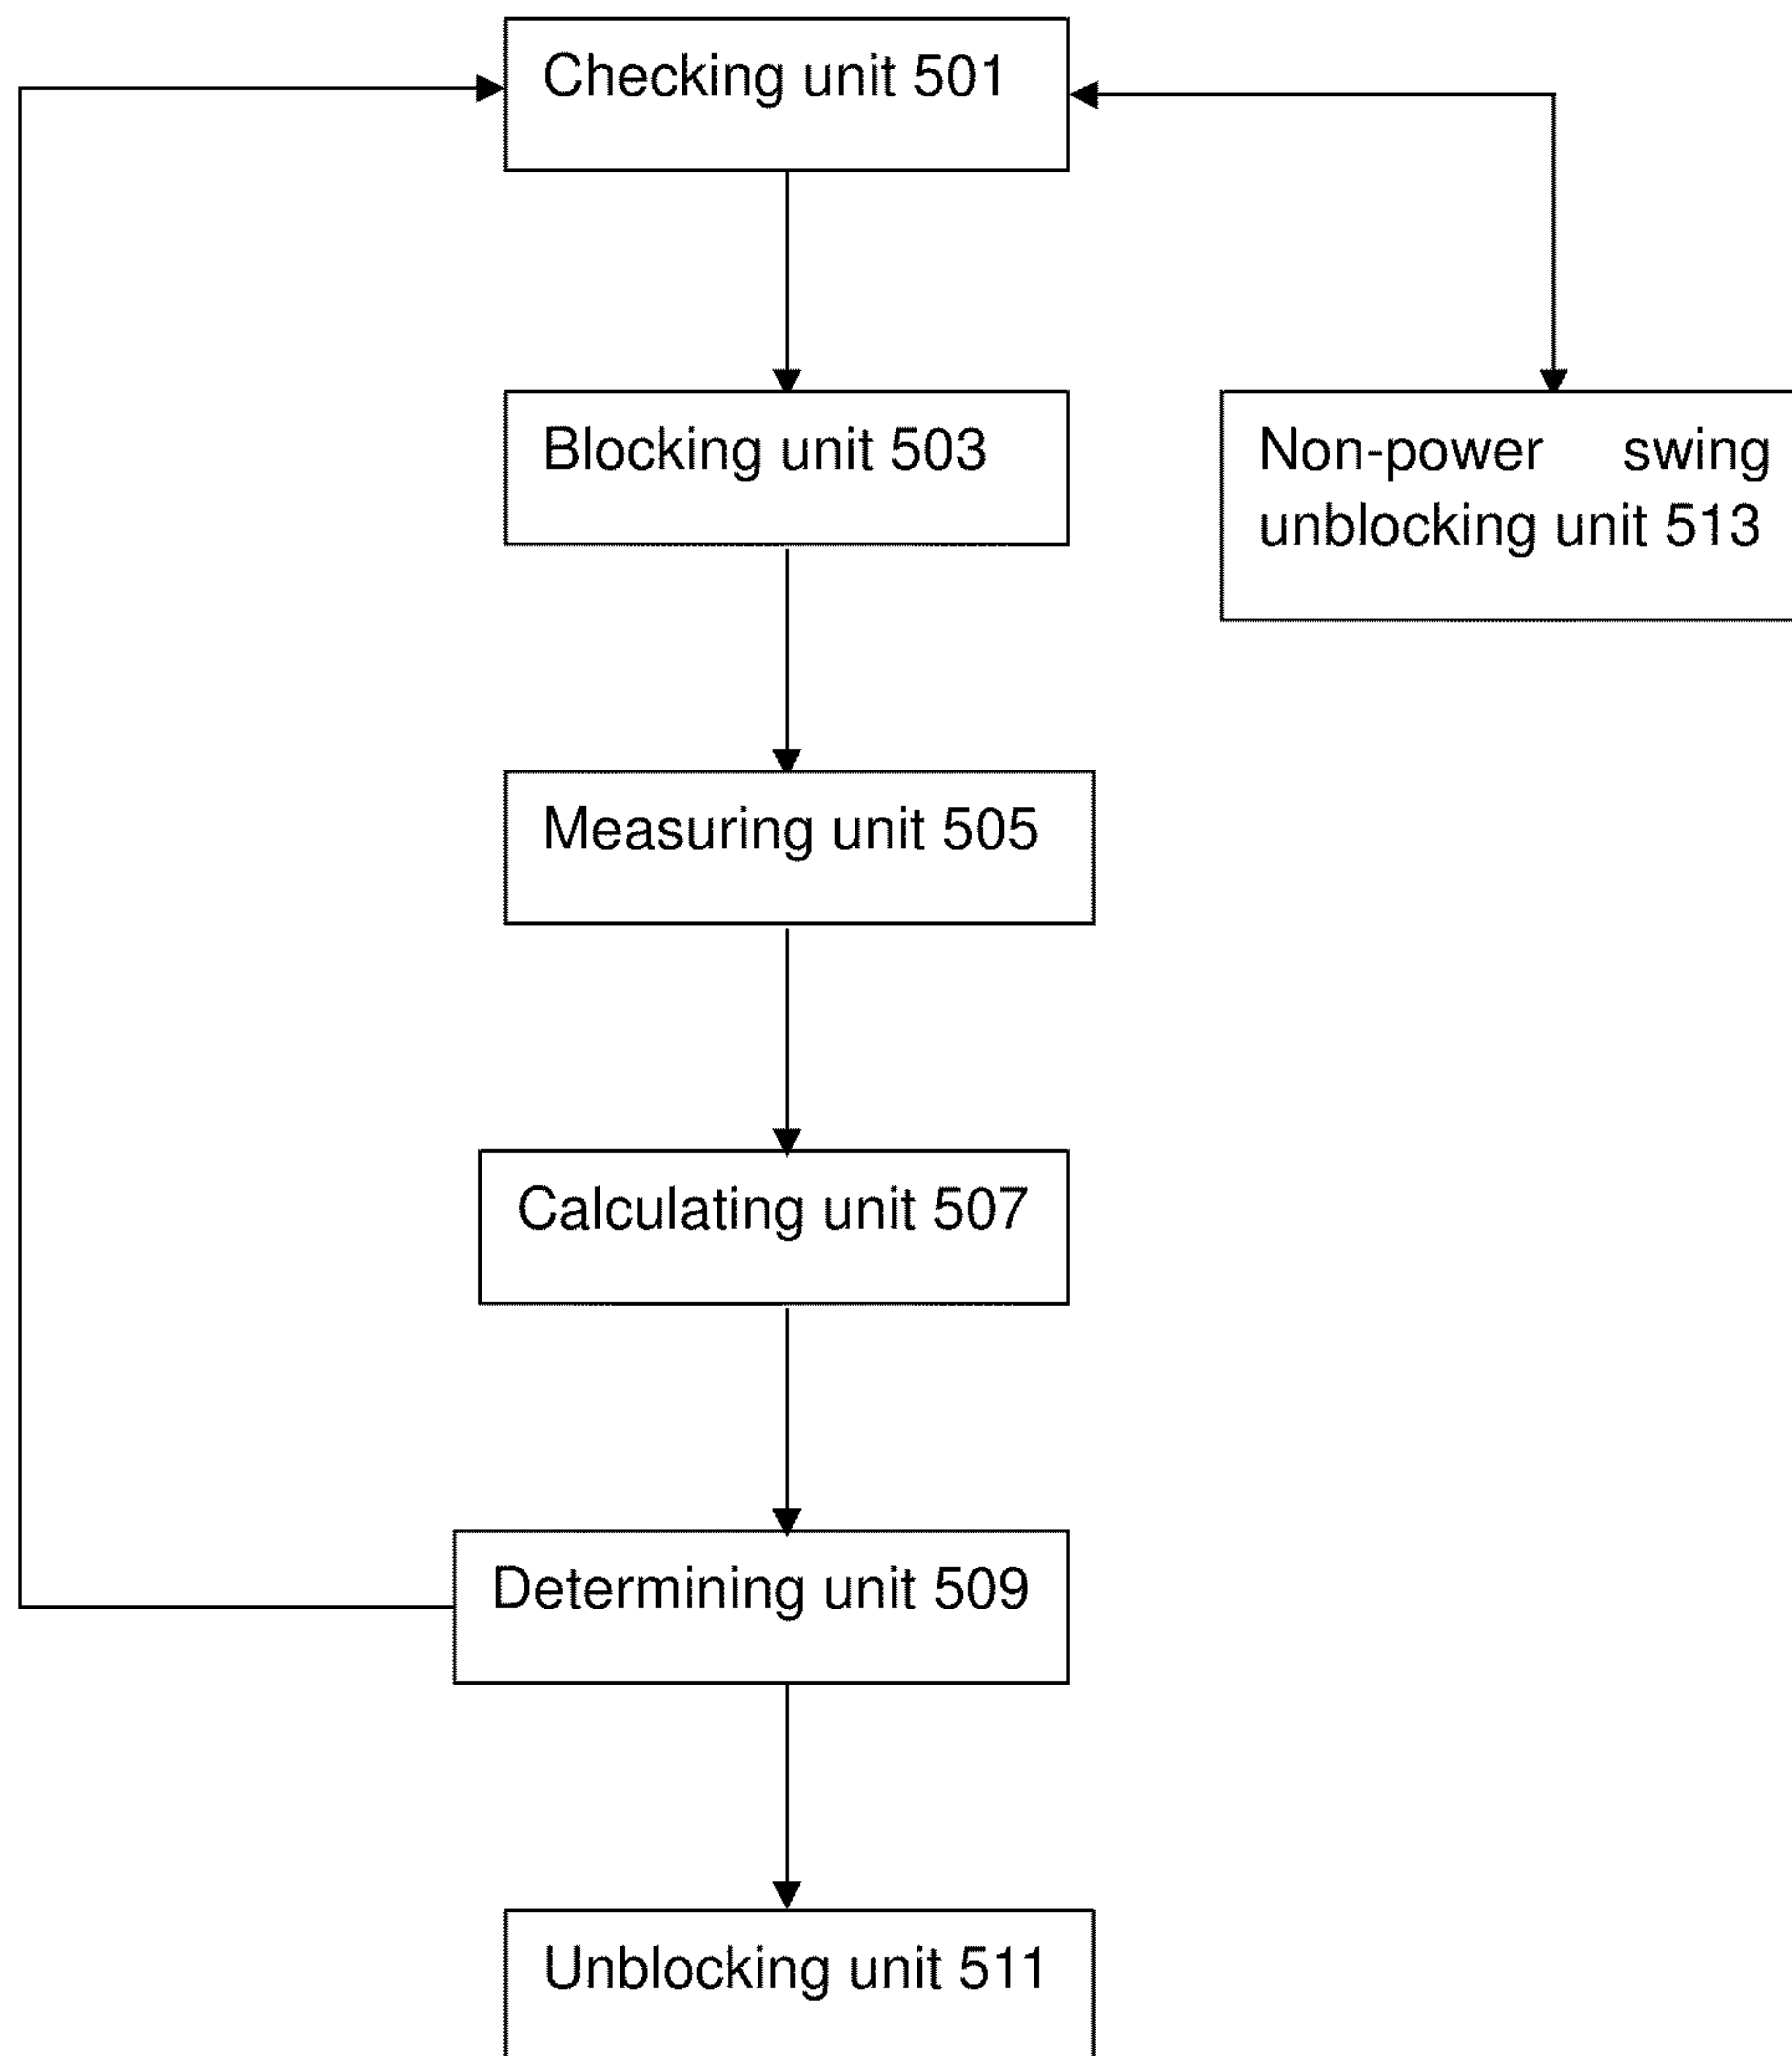 Checking unit 501
Blocking unit 503
Non-power swing
unblocking unit 513
Measuring unit 505
Calculating unit 507
Determining unit 509
Unblocking unit 511